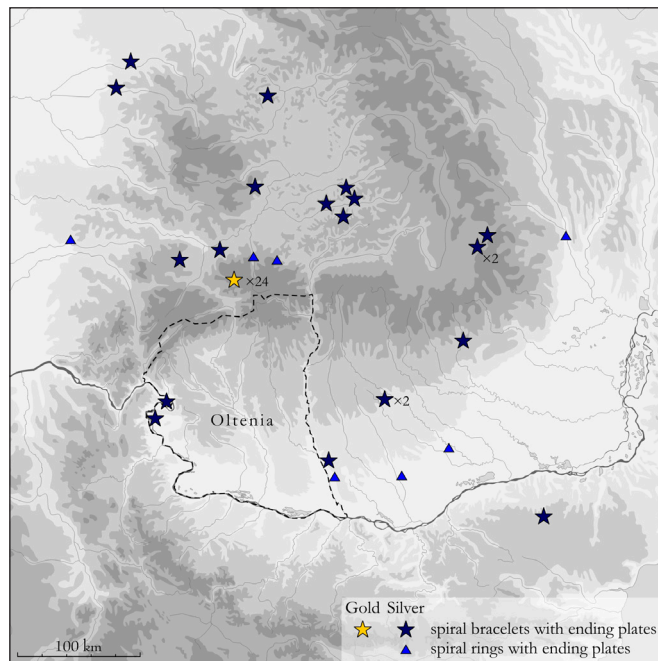 ×2
×24
×2
Oltenia
Gold Silver
spiral bracelets with ending plates
spiral rings with ending plates
100 km